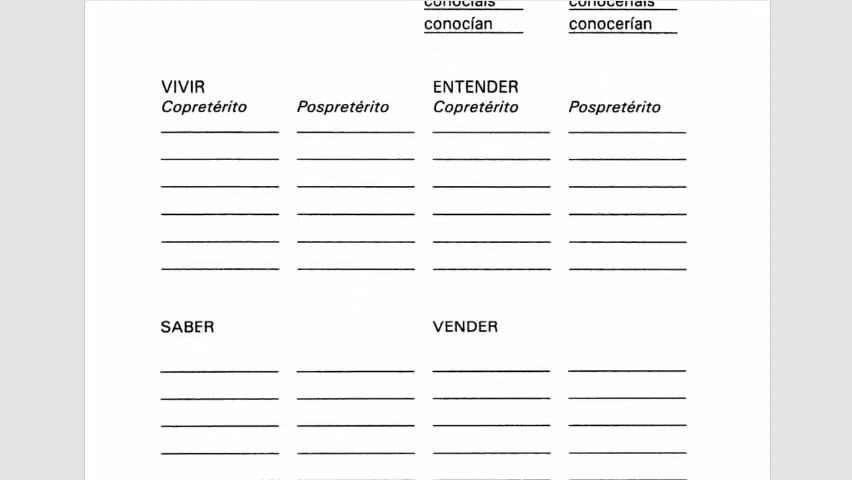 conocíais conoceríais
conocían conocerían
VIVIR ENTENDER
Copretérito Pospretérito Copretérito Pospretérito
SABER VENDER